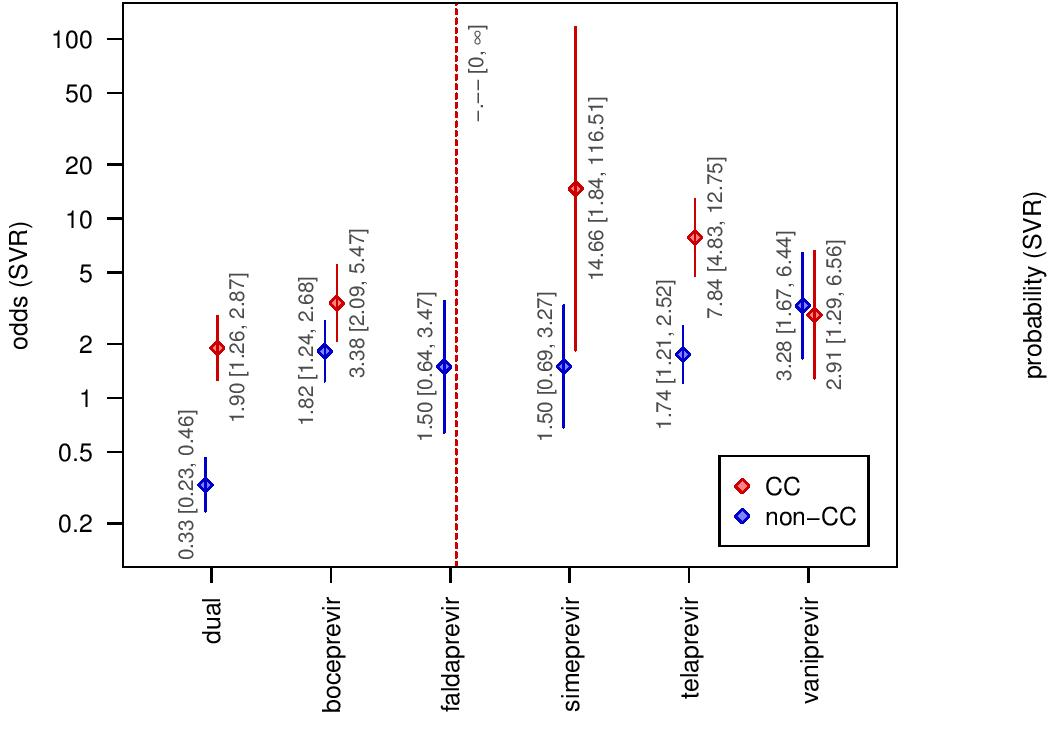 odds (SVR)
100
50
20
10
5
2
1
0.5
0.2
0.33 [0.23, 0.46]
1.90 [1.26, 2.87]
1.82 [1.24, 2.68]
3.38 [2.09, 5.47]
1.50 [0.64, 3.47]
−.−− [0, ∞]
1.50 [0.69, 3.27]
14.66 [1.84, 116.51]
1.74 [1.21, 2.52]
7.84 [4.83, 12.75]
3.28 [1.67, 6.44]
2.91 [1.29, 6.56]
CC
non−CC
dual
boceprevir
faldaprevir
simeprevir
telaprevir
vaniprevir
probability (SVR)